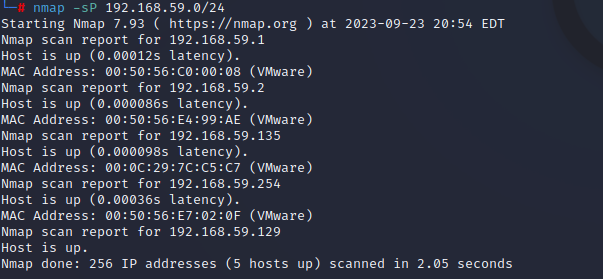 └─# nmap -sP 192.168.59.0/24
Starting Nmap 7.93 ( https://nmap.org ) at 2023-09-23 20:54 EDT
Nmap scan report for 192.168.59.1
Host is up (0.00012s latency).
MAC Address: 00:50:56:C0:00:08 (VMware)
Nmap scan report for 192.168.59.2
Host is up (0.000086s latency).
MAC Address: 00:50:56:E4:99:AE (VMware)
Nmap scan report for 192.168.59.135
Host is up (0.000098s latency).
MAC Address: 00:0C:29:7C:C5:C7 (VMware)
Nmap scan report for 192.168.59.254
Host is up (0.00036s latency).
MAC Address: 00:50:56:E7:02:0F (VMware)
Nmap scan report for 192.168.59.129
Host is up.
Nmap done: 256 IP addresses (5 hosts up) scanned in 2.05 seconds